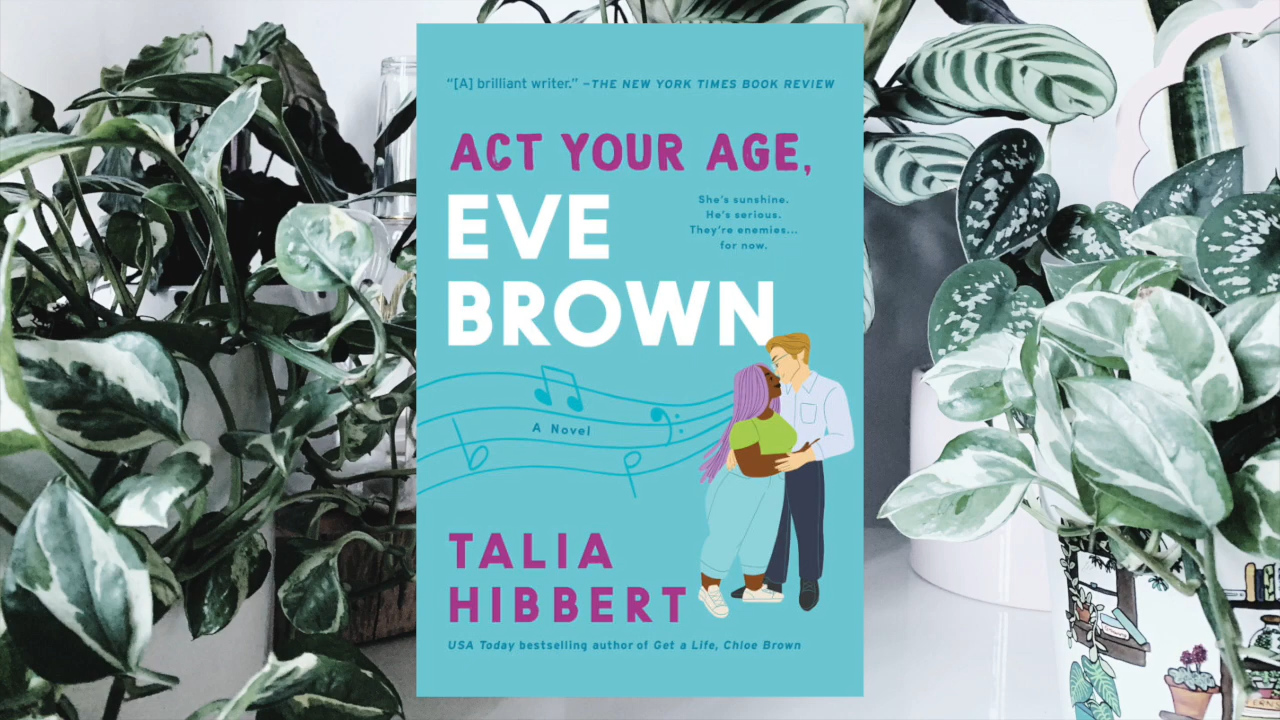 “[A] brilliant writer.” –THE NEW YORK TIMES BOOK REVIEW
ACT YOUR AGE,
EVE
BROWN
She's sunshine.
He's serious.
They're enemies...
for now.
A Novel
TALIA
HIBBERT
USA Today bestselling author of Get a Life, Chloe Brown